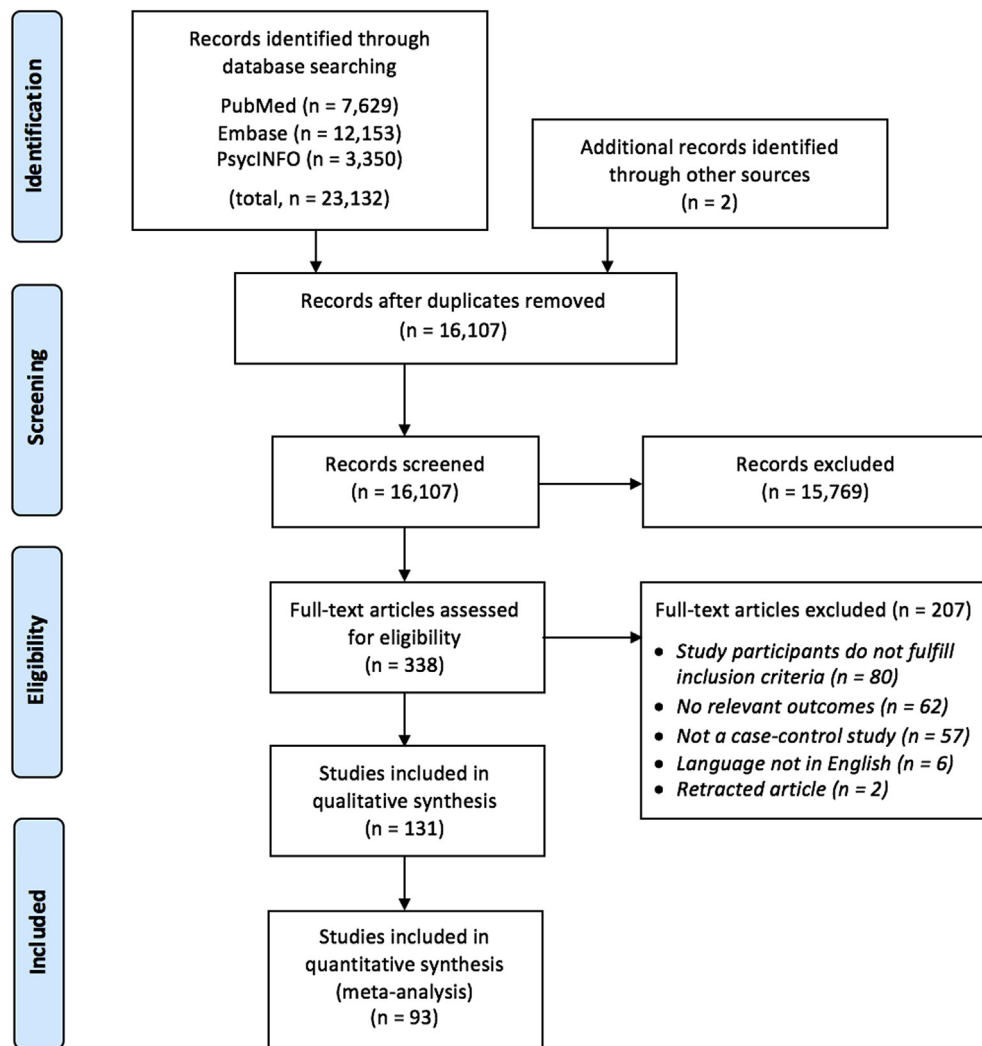 Identification
Records identified through
database searching
PubMed (n = 7,629)
Embase (n = 12,153)
PsycINFO (n = 3,350)
(total, n = 23,132)
Additional records identified
through other sources
(n = 2)
Screening
Records after duplicates removed
(n = 16,107)
Records screened
(n = 16,107)
Records excluded
(n = 15,769)
Eligibility
Full-text articles assessed
for eligibility
(n = 338)
Full-text articles excluded (n = 207)
• Study participants do not fulfill
inclusion criteria (n = 80)
• No relevant outcomes (n = 62)
• Not a case-control study (n = 57)
• Language not in English (n = 6)
• Retracted article (n = 2)
Studies included in
qualitative synthesis
(n = 131)
Included
Studies included in
quantitative synthesis
(meta-analysis)
(n = 93)